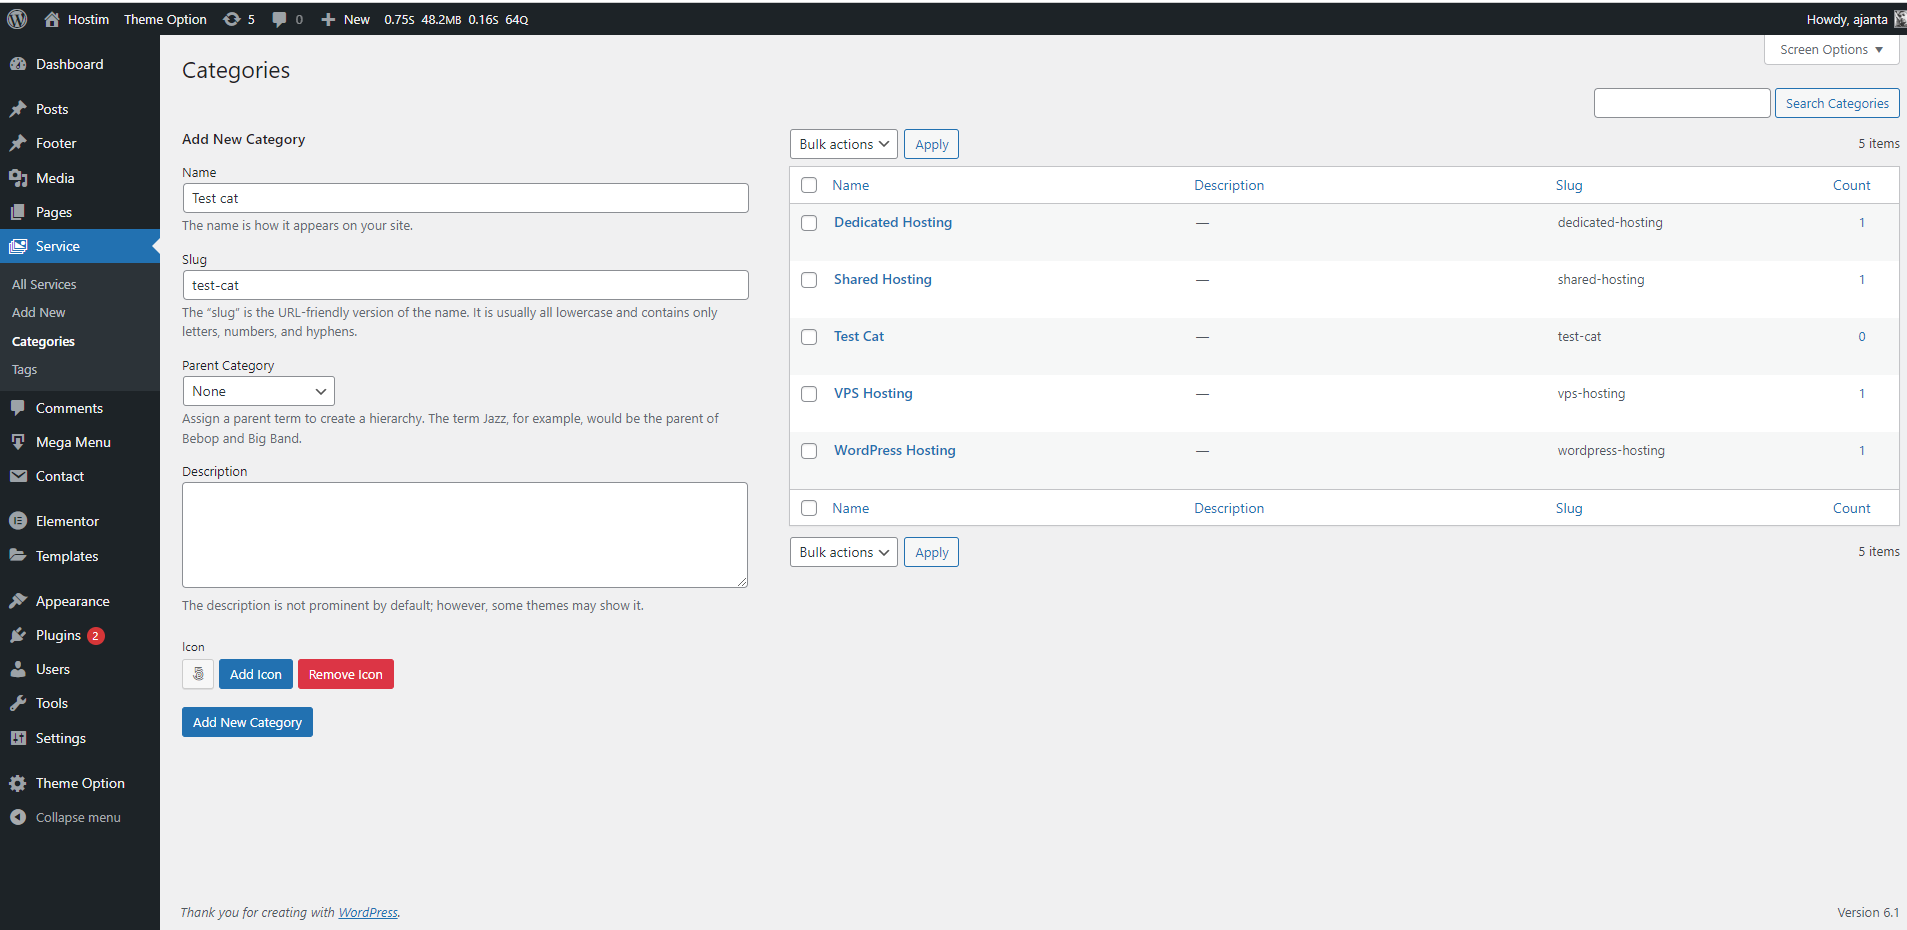 Hostim Theme Option 5 0 New 0.75s 48.2MB 0.16s 64Q Howdy, ajanta
Screen Options
Dashboard
Posts
Footer
Media
Pages
Service
All Services
Add New
Categories
Tags
Comments
Mega Menu
Contact
Elementor
Templates
Appearance
Plugins 2
Users
Tools
Settings
Theme Option
Collapse menu
Categories
Search Categories
Add New Category
Name
Test cat
The name is how it appears on your site.
Slug
test-cat
The “slug” is the URL-friendly version of the name. It is usually all lowercase and contains only
letters, numbers, and hyphens.
Parent Category
None
Assign a parent term to create a hierarchy. The term Jazz, for example, would be the parent of
Bebop and Big Band.
Description
The description is not prominent by default; however, some themes may show it.
Icon
Add Icon Remove Icon
Add New Category
Bulk actions Apply 5 items
Name Description Slug Count
Dedicated Hosting — dedicated-hosting 1
Shared Hosting — shared-hosting 1
Test Cat — test-cat 0
VPS Hosting — vps-hosting 1
WordPress Hosting — wordpress-hosting 1
Name Description Slug Count
Bulk actions Apply 5 items
Thank you for creating with WordPress. Version 6.1